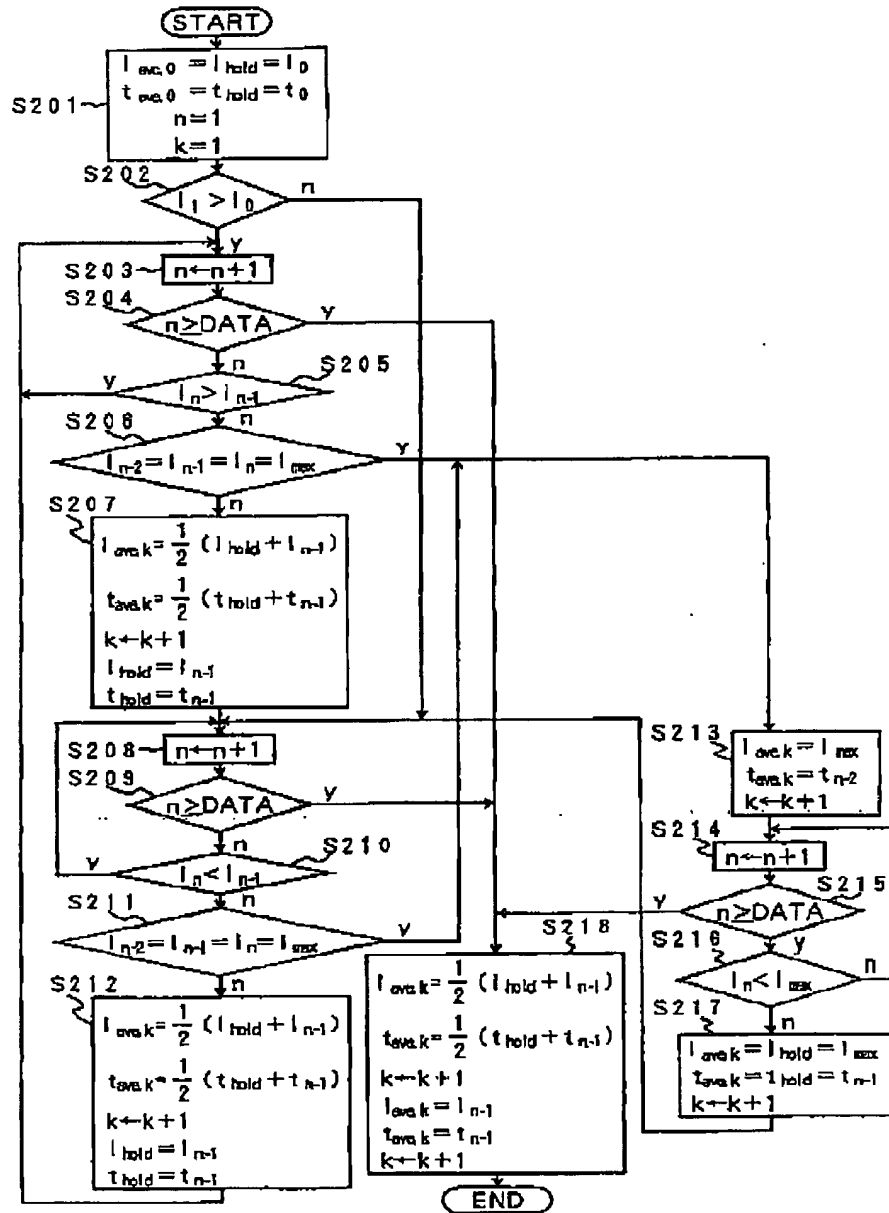 START
S201
I ave,0 = I hold = I 0
t ave,0 = t hold = t 0
n=1
k=1
S202
I 1 > I 0
n
y
S203
n←n+1
S204
n≥DATA
y
n
S205
I n > I n-1
y
n
S206
I n-2 = I n-1 = I n = I max
y
n
S207
I ave,k = 1/2 (I hold + I n-1)
t ave,k = 1/2 (t hold + t n-1)
k←k+1
I hold = I n-1
t hold = t n-1
S208
n←n+1
S209
n≥DATA
y
n
S210
I n < I n-1
y
n
S211
I n-2 = I n-1 = I n = I max
y
n
S212
I ave,k = 1/2 (I hold + I n-1)
t ave,k = 1/2 (t hold + t n-1)
k←k+1
I hold = I n-1
t hold = t n-1
S213
I ave,k = I max
t ave,k = t n-2
k←k+1
S214
n←n+1
S215
n≥DATA
y
y
S216
I n < I max
n
n
S217
I ave,k = I hold = I max
t ave,k = t hold = t n-1
k←k+1
S218
I ave,k = 1/2 (I hold + I n-1)
t ave,k = 1/2 (t hold + t n-1)
k←k+1
I ave,k = I n-1
t ave,k = t n-1
k←k+1
END